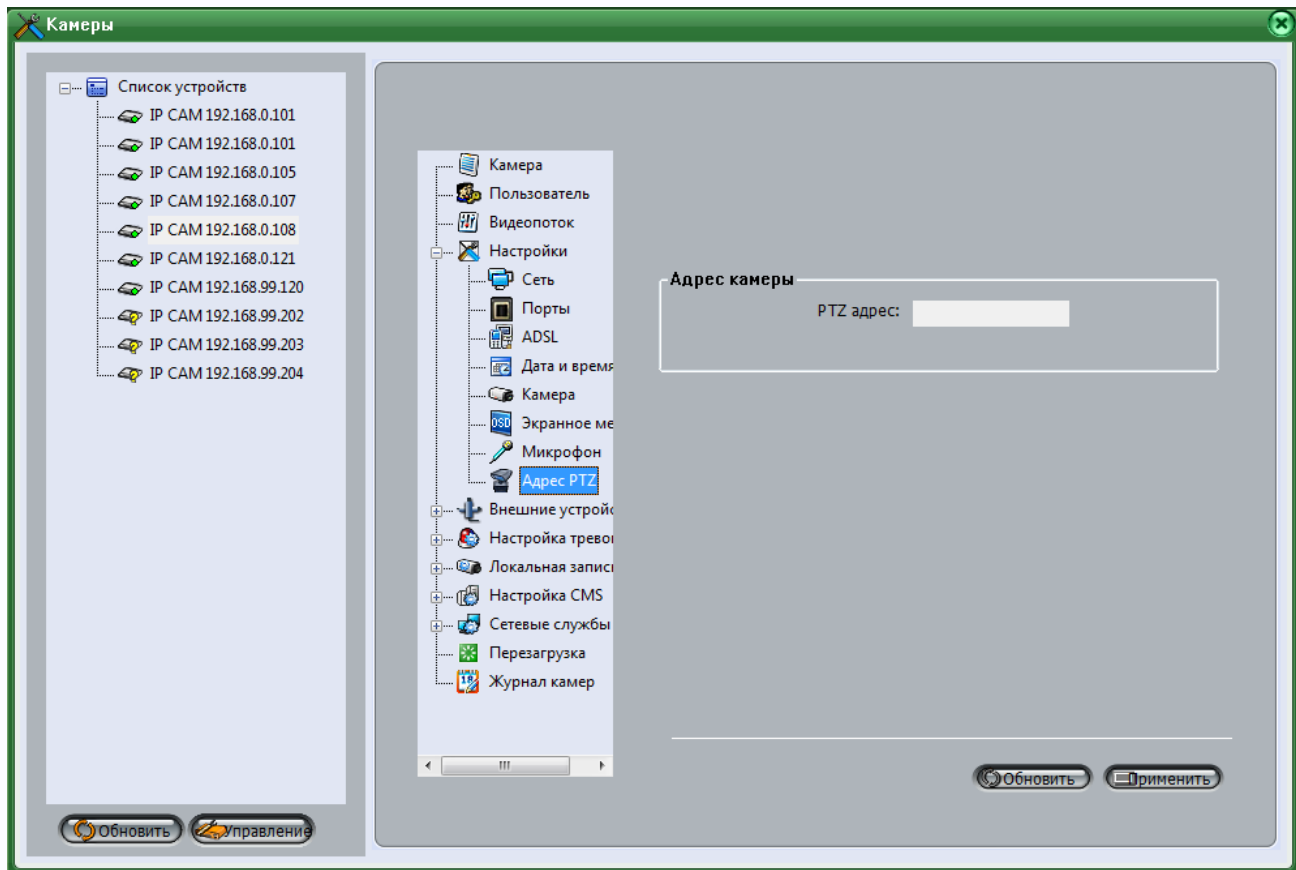 Камеры
Список устройств
IP CAM 192.168.0.101
IP CAM 192.168.0.101
IP CAM 192.168.0.105
IP CAM 192.168.0.107
IP CAM 192.168.0.108
IP CAM 192.168.0.121
IP CAM 192.168.99.120
IP CAM 192.168.99.202
IP CAM 192.168.99.203
IP CAM 192.168.99.204
Обновить
Управление
Камера
Пользователь
Видеопоток
Настройки
Сеть
Порты
ADSL
Дата и время
Камера
OSD
Экранное ме
Микрофон
Адрес PTZ
Внешние устройс
Настройка тревог
Локальная запись
Настройка CMS
Сетевые службы
Перезагрузка
18
Журнал камер
Адрес камеры
PTZ адрес:
Обновить
Применить